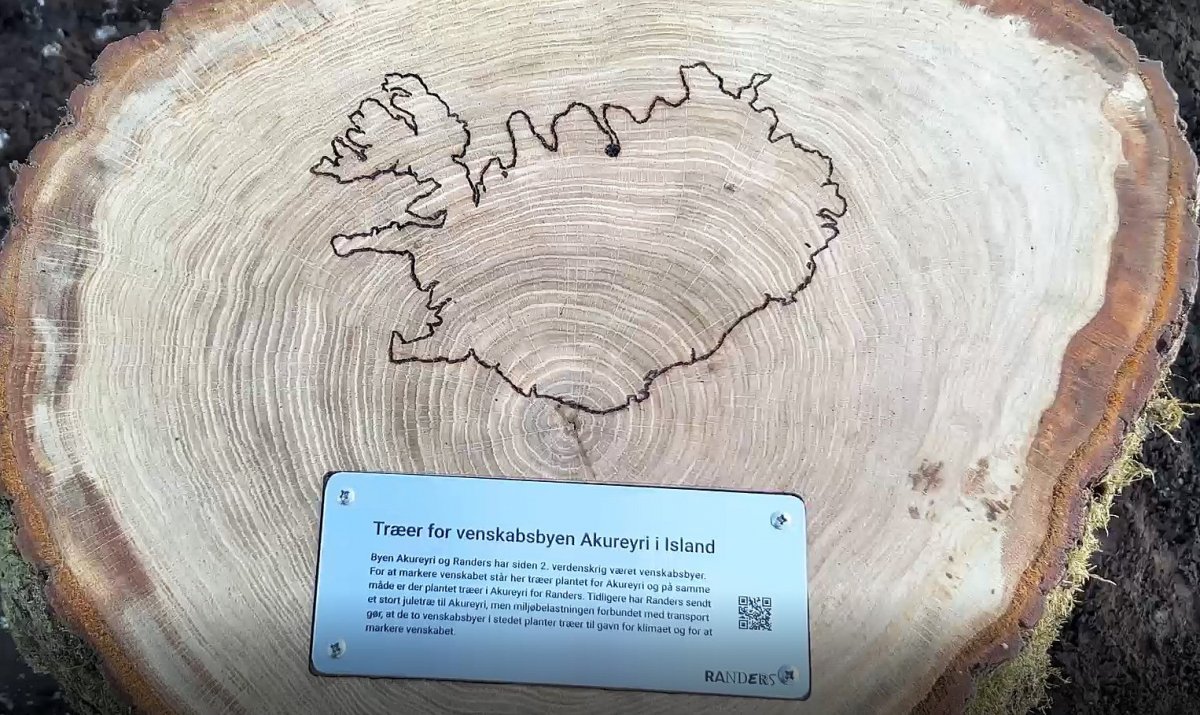 Træer for venskabsbyen Akureyri i Island
Byen Akureyri og Randers har siden 2. verdenskrig været venskabsbyer.
For at markere venskabet står her træer plantet for Akureyri og på samme
måde er der plantet træer i Akureyri for Randers. Tidligere har Randers sendt
et stort juletræ til Akureyri, men miljøbelastningen forbundet med transport
gør, at de to venskabsbyer i stedet planter træer til gavn for klimaet og for at
markere venskabet.
RANDERS